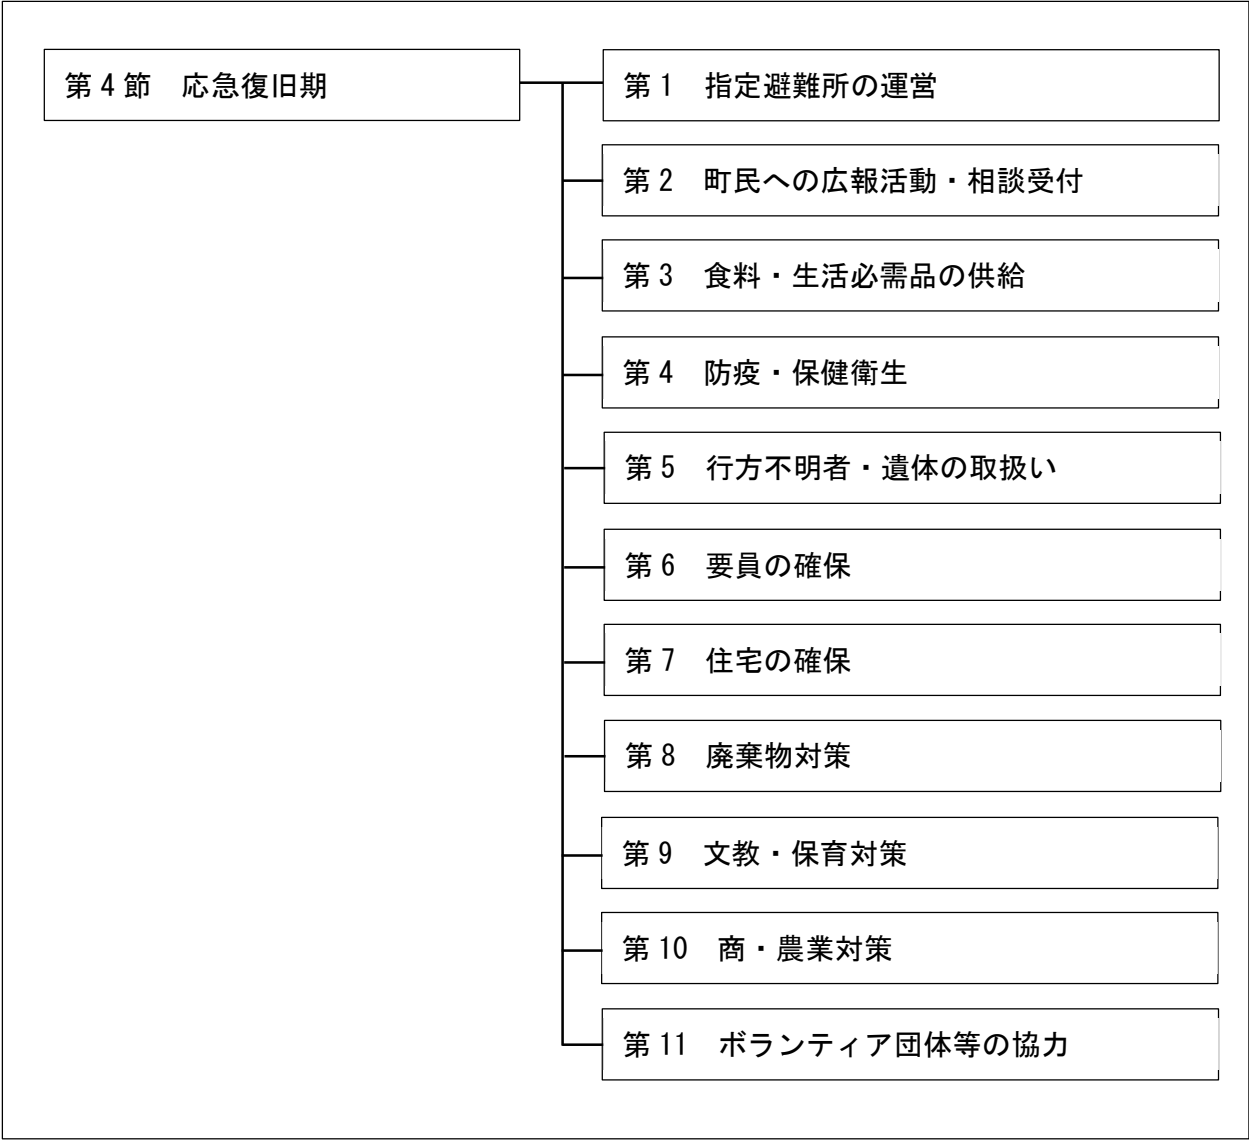 第4節　応急復旧期
第1　指定避難所の運営
第2　町民への広報活動・相談受付
第3　食料・生活必需品の供給
第4　防疫・保健衛生
第5　行方不明者・遺体の取扱い
第6　要員の確保
第7　住宅の確保
第8　廃棄物対策
第9　文教・保育対策
第10　商・農業対策
第11　ボランティア団体等の協力